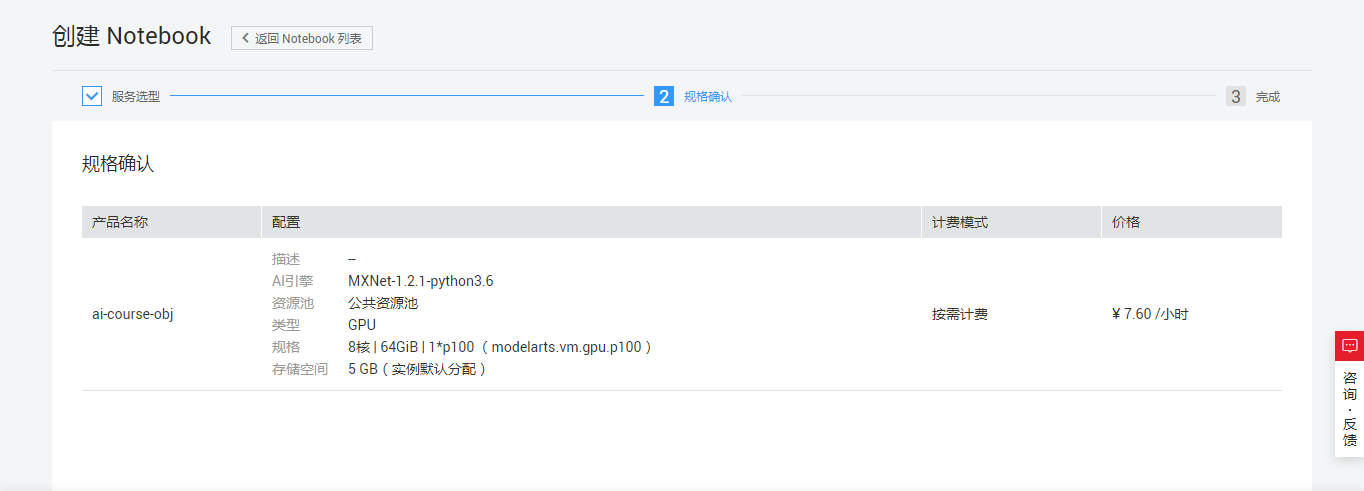 创建 Notebook
返回 Notebook 列表
服务选型
2 规格确认
3 完成
规格确认
产品名称 配置 计费模式 价格
描述 --
AI引擎 MXNet-1.2.1-python3.6
资源池 公共资源池
ai-course-obj 按需计费 ¥ 7.60 /小时
类型 GPU
规格 8核 | 64GiB | 1*p100 ( modelarts.vm.gpu.p100 )
存储空间 5 GB ( 实例默认分配 )
咨询·反馈